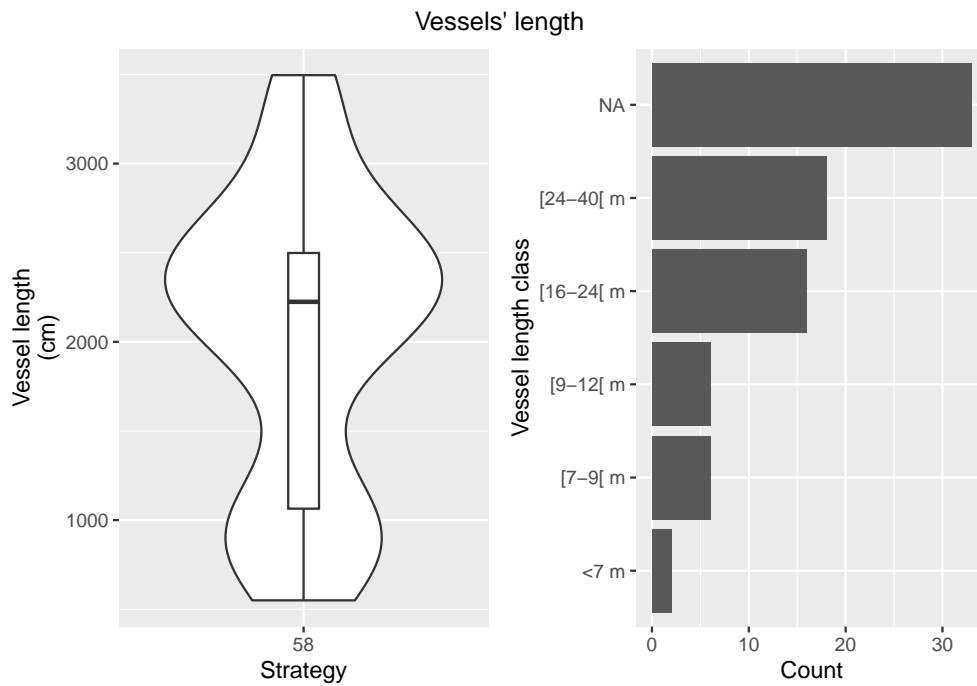 Vessels' length
Vessel length
(cm)
3000
2000
1000
58
Strategy
Vessel length class
NA
[24−40[ m
[16−24[ m
[9−12[ m
[7−9[ m
<7 m
0 10 20 30
Count